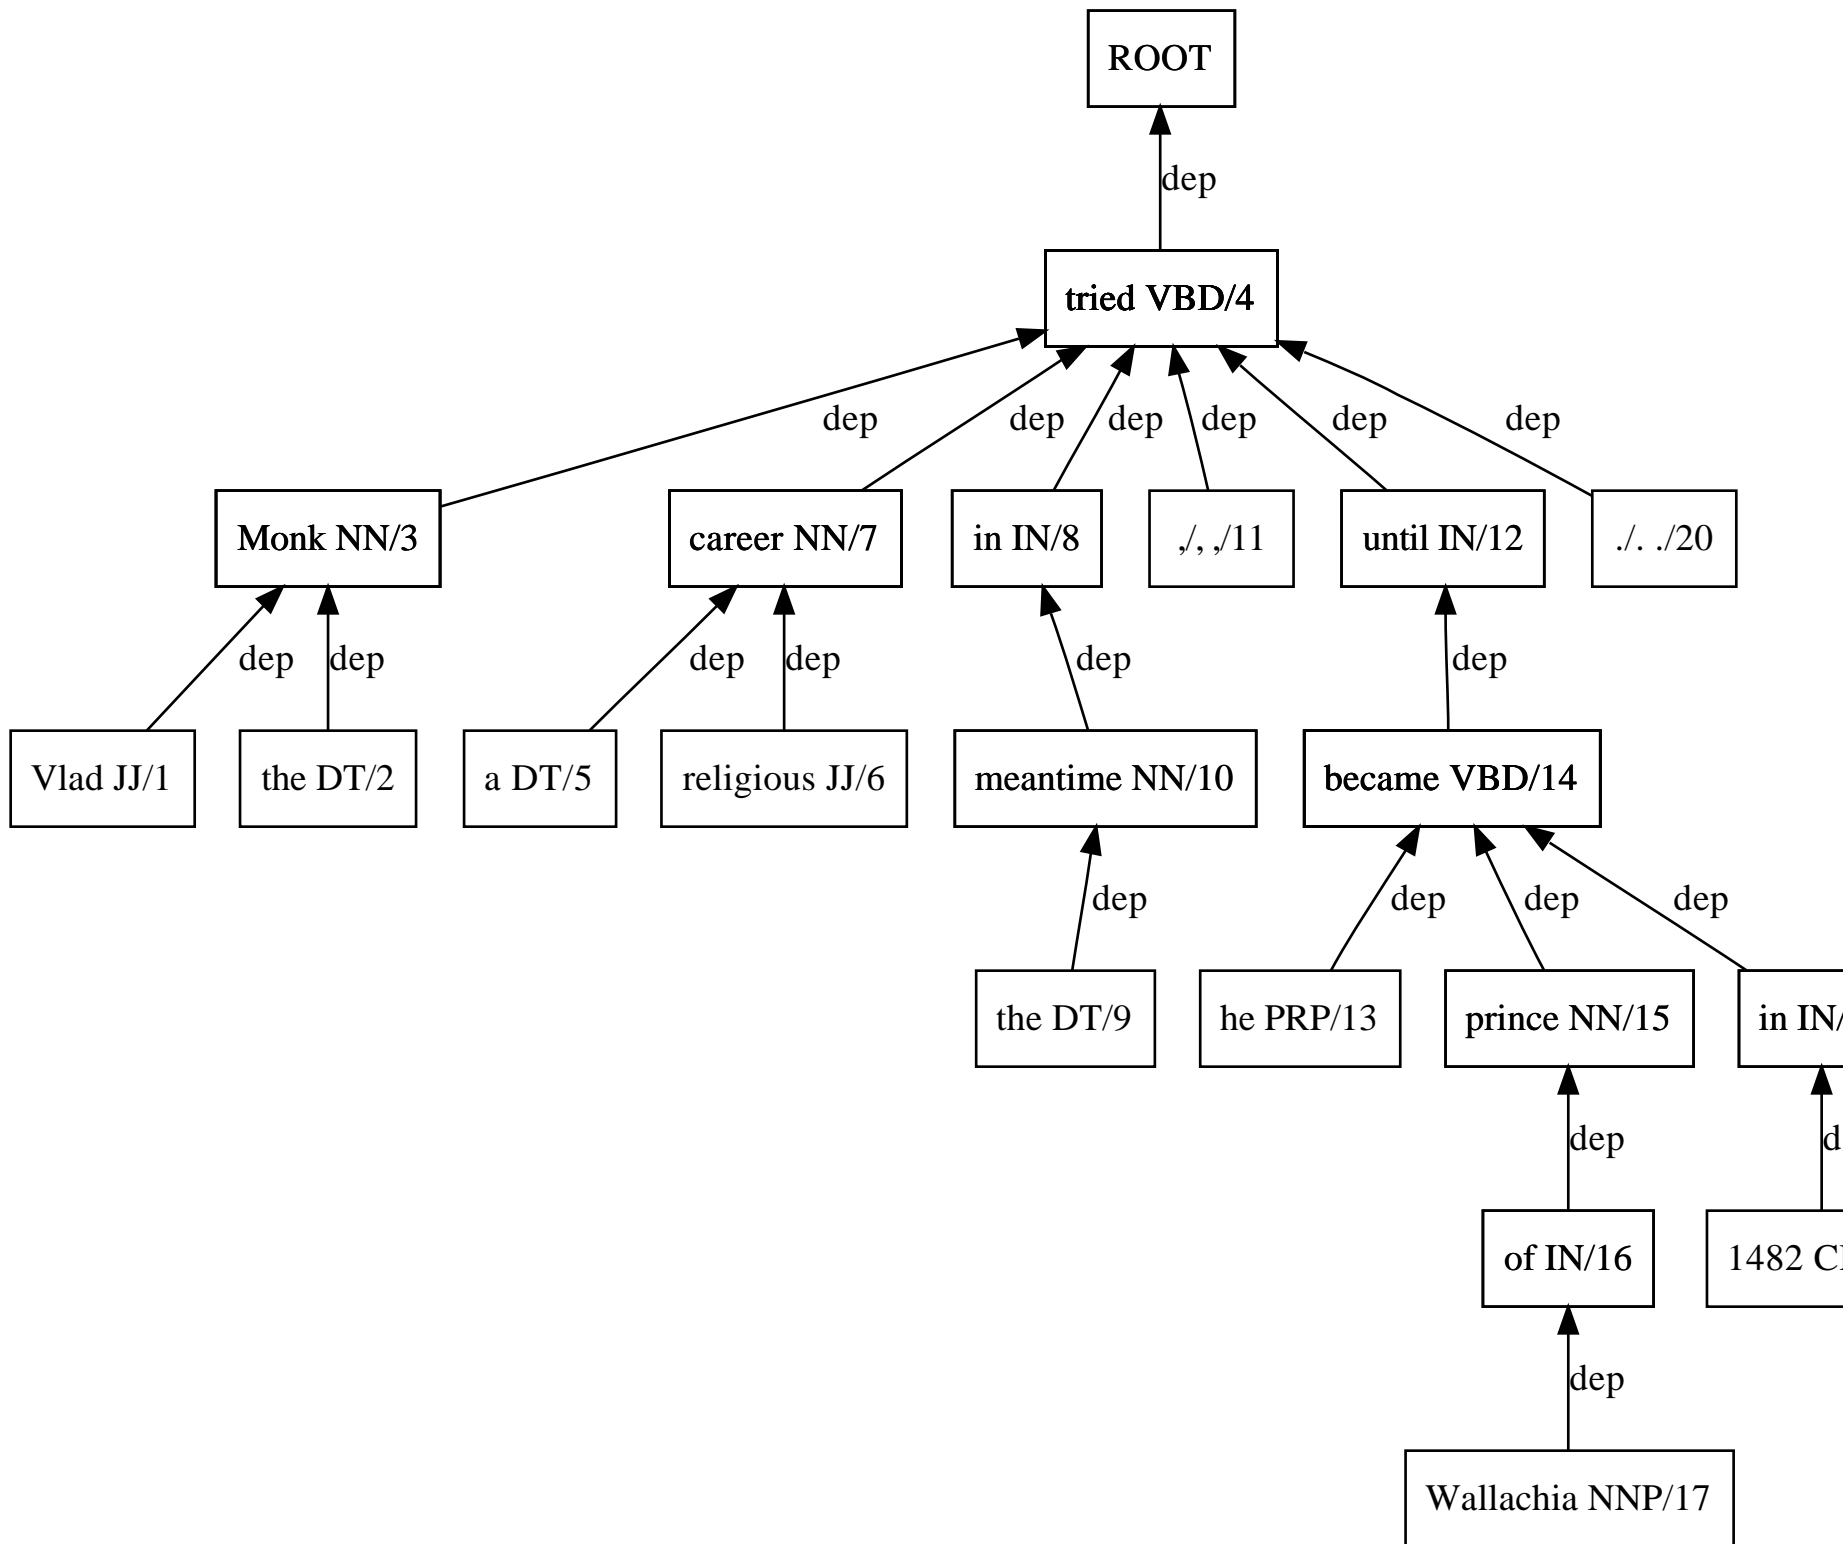 ROOT
dep
tried VBD/4
dep dep dep dep dep dep
Monk NN/3 career NN/7 in IN/8 ,/, ,/11 until IN/12 ./. ./20
dep dep dep dep dep dep
Vlad JJ/1 the DT/2 a DT/5 religious JJ/6 meantime NN/10 became VBD/14
dep dep dep dep
the DT/9 he PRP/13 prince NN/15 in IN/
dep
of IN/16 1482
dep
Wallachia NNP/17